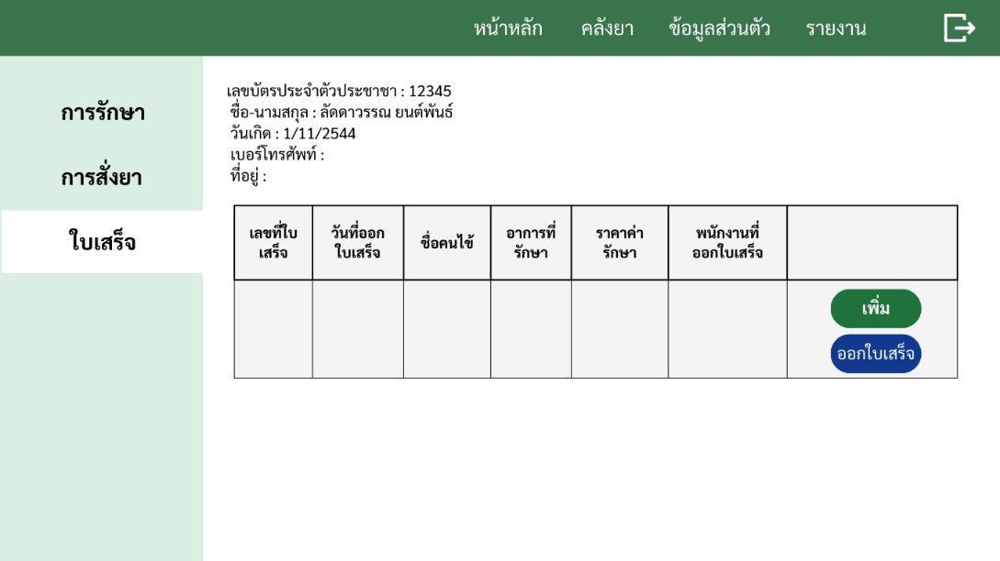 หน้าหลัก คลังยา ข้อมูลส่วนตัว รายงาน
การรักษา
การสั่งยา
ใบเสร็จ
เลขบัตรประจำตัวประชาชา : 12345
ชื่อ-นามสกุล : ลัดดาวรรณ ยนต์พันธ์
วันเกิด : 1/11/2544
เบอร์โทรศัพท์ :
ที่อยู่ :
เลขที่ใบ
เสร็จ
วันที่ออก
ใบเสร็จ
ชื่อคนไข้
อาการที่
รักษา
ราคาค่า
รักษา
พนักงานที่
ออกใบเสร็จ
เพิ่ม
ออกใบเสร็จ